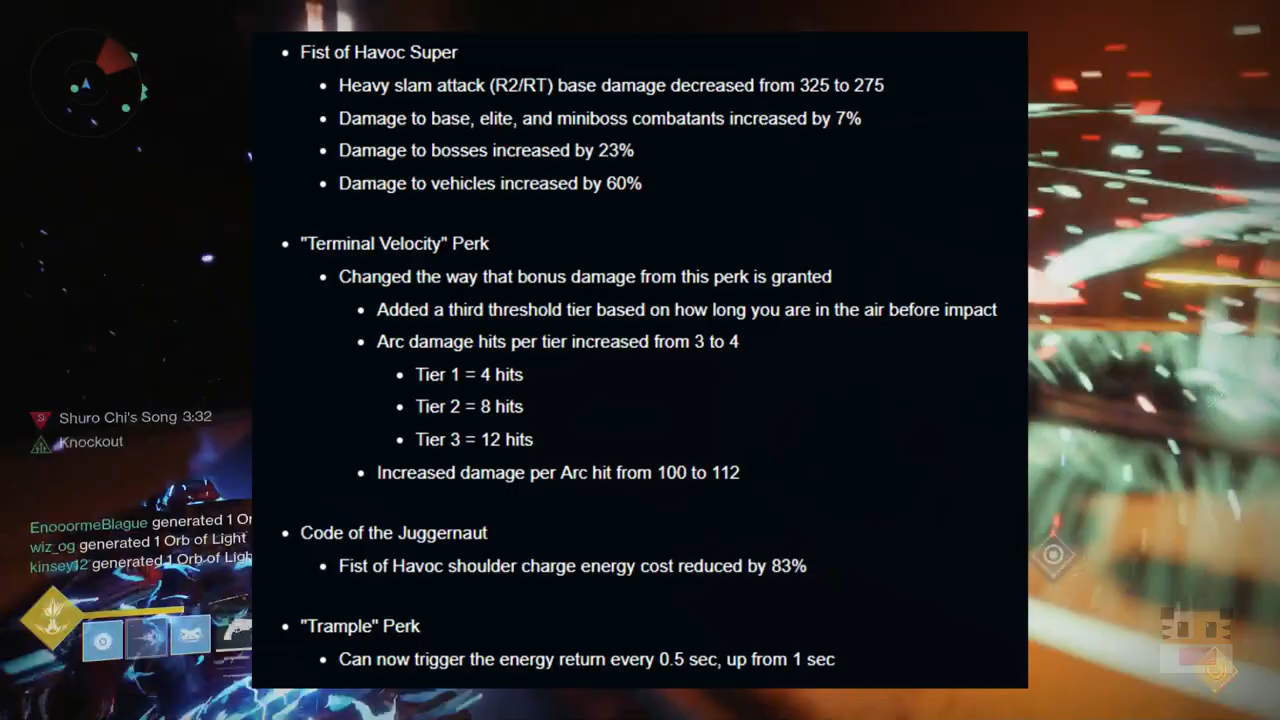 • Fist of Havoc Super
• Heavy slam attack (R2/RT) base damage decreased from 325 to 275
• Damage to base, elite, and miniboss combatants increased by 7%
• Damage to bosses increased by 23%
• Damage to vehicles increased by 60%
• "Terminal Velocity" Perk
• Changed the way that bonus damage from this perk is granted
• Added a third threshold tier based on how long you are in the air before impact
• Arc damage hits per tier increased from 3 to 4
• Tier 1 = 4 hits
• Tier 2 = 8 hits
• Tier 3 = 12 hits
• Increased damage per Arc hit from 100 to 112
• Code of the Juggernaut
• Fist of Havoc shoulder charge energy cost reduced by 83%
• "Trample" Perk
• Can now trigger the energy return every 0.5 sec, up from 1 sec
Shuro Chi's Song 3:32
Knockout
EnooormeBlague generated 1 Or
wiz_og generated 1 Orb of Light
kinsey12 generated 1 Orb of Ligh